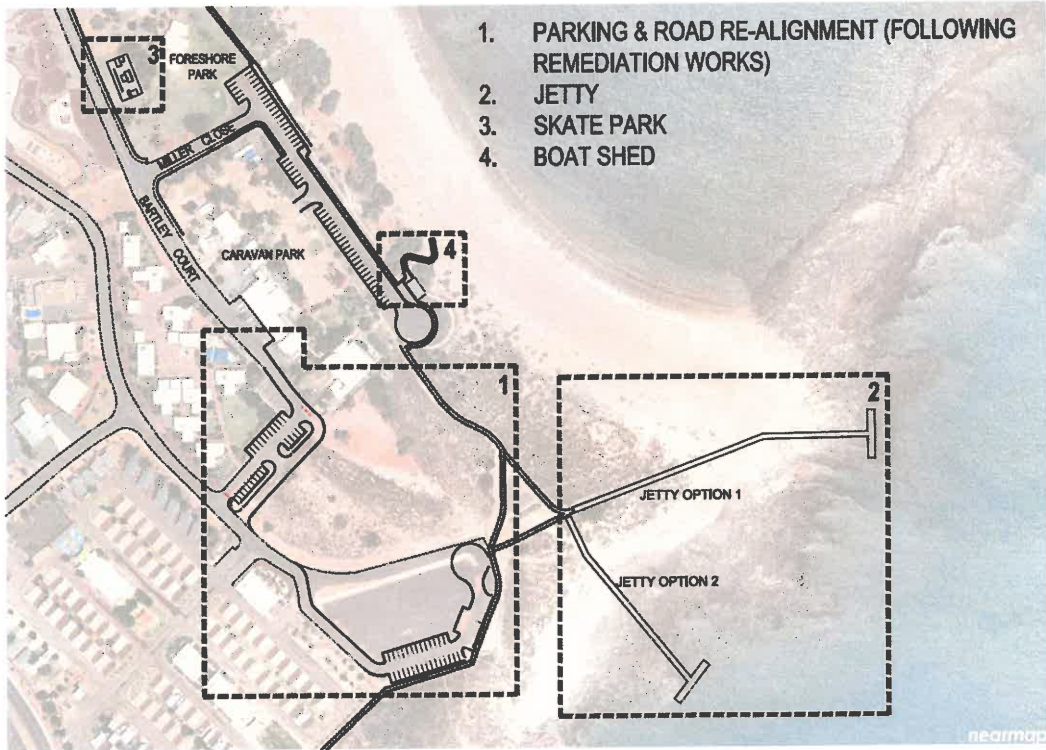 1. PARKING & ROAD RE-ALIGNMENT (FOLLOWING
REMEDIATION WORKS)
2. JETTY
3. SKATE PARK
4. BOAT SHED
3
FORESHORE
PARK
MILLER CLOSE
BARTLEY COURT
CARAVAN PARK
4
1
2
JETTY OPTION 1
JETTY OPTION 2
nearmap